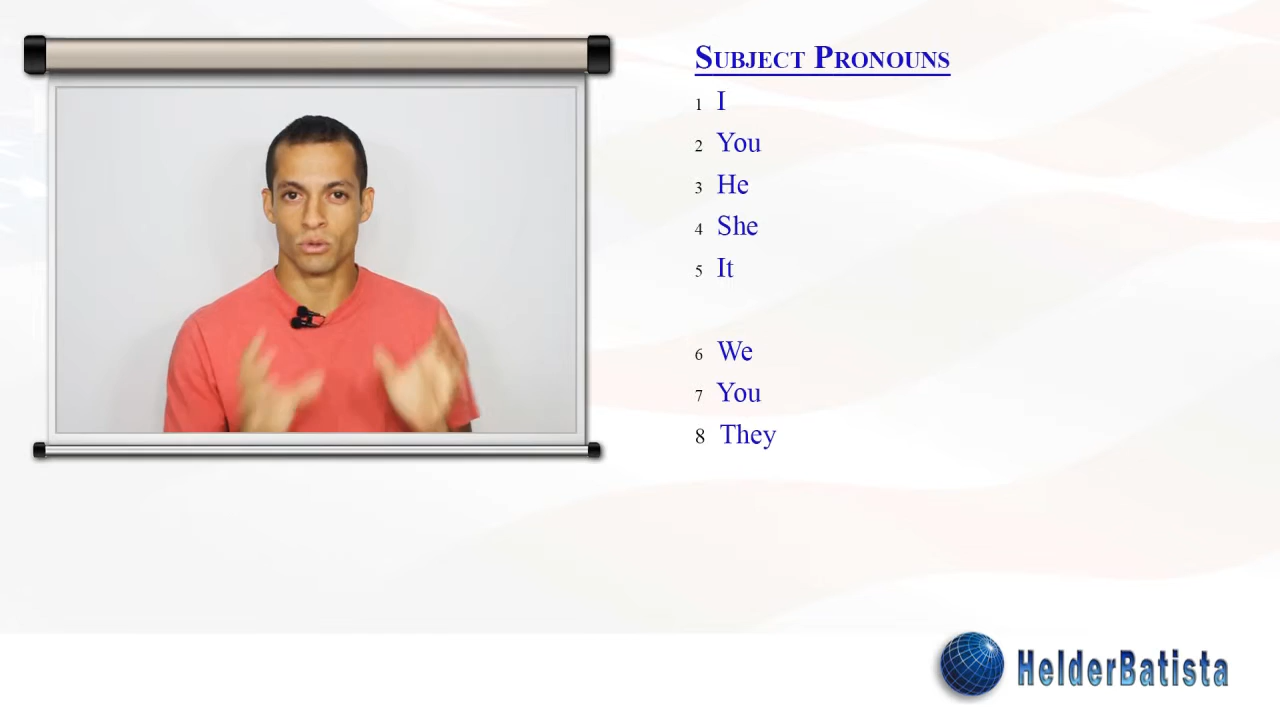 SUBJECT PRONOUNS
1 I
2 You
3 He
4 She
5 It
6 We
7 You
8 They
HelderBatista